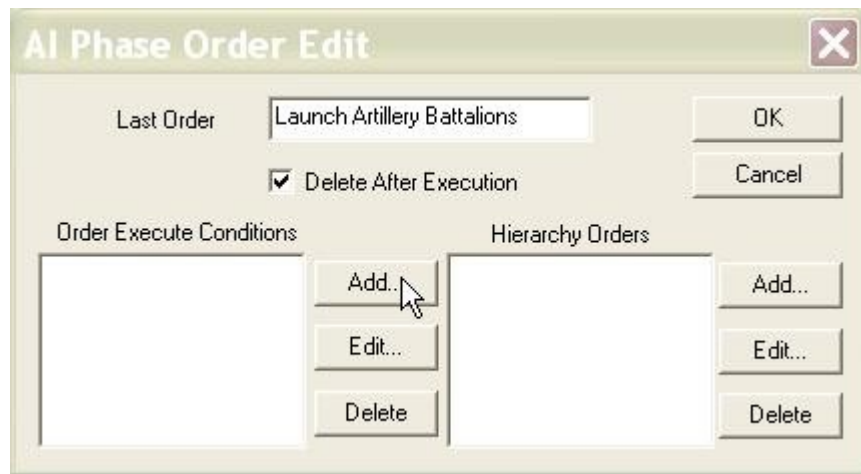 AI Phase Order Edit
Last Order
Launch Artillery Battalions
OK
Delete After Execution
Cancel
Order Execute Conditions
Hierarchy Orders
Add...
Add...
Edit...
Edit...
Delete
Delete